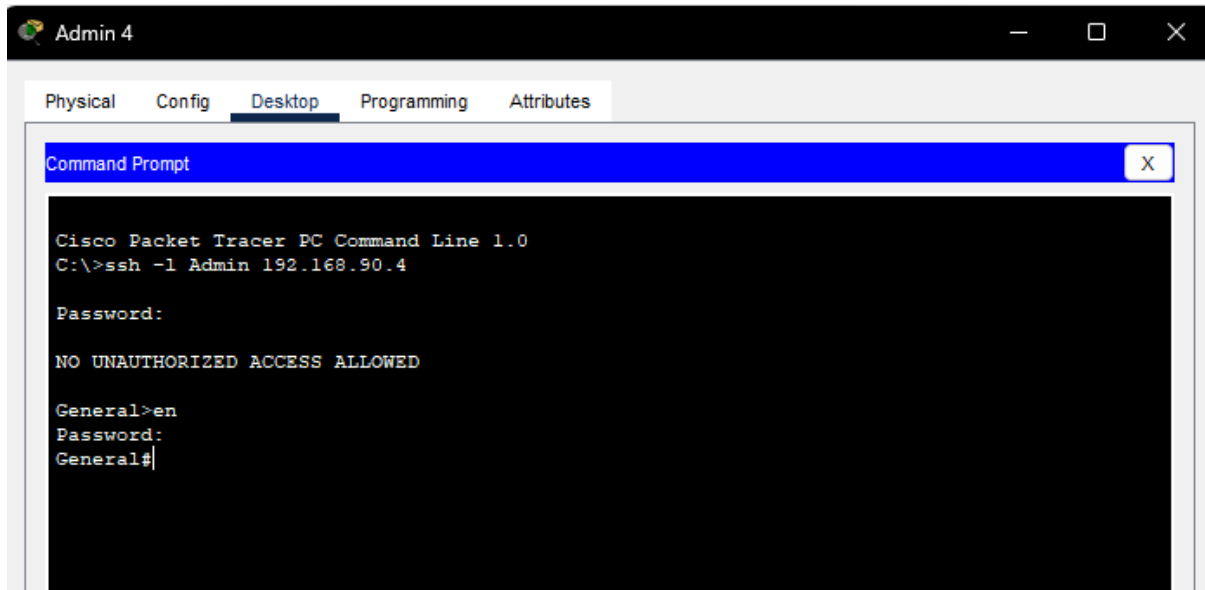 Admin 4
Physical Config Desktop Programming Attributes
Command Prompt
X
Cisco Packet Tracer PC Command Line 1.0
C:\>ssh -l Admin 192.168.90.4
Password:
NO UNAUTHORIZED ACCESS ALLOWED
General>en
Password:
General#